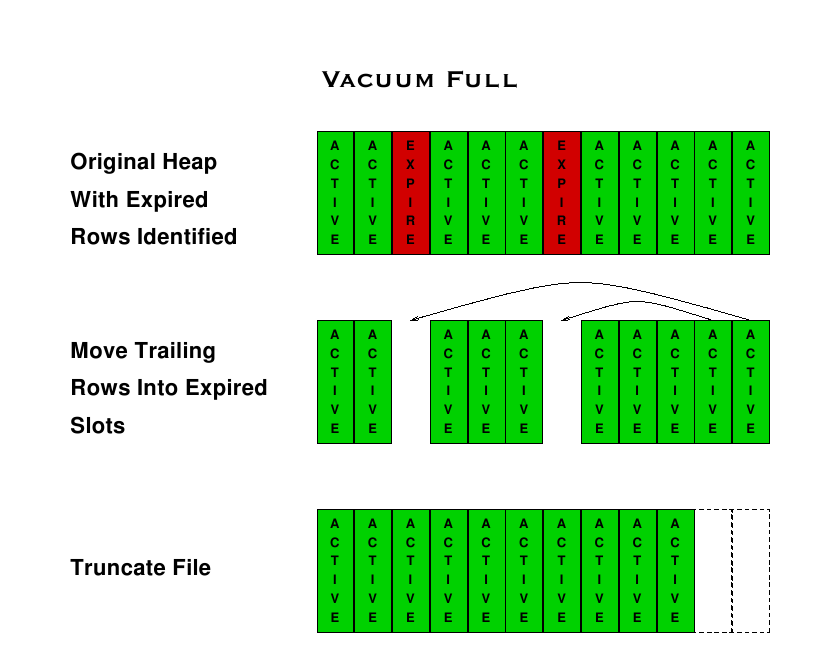 Vacuum Full
Original Heap
With Expired
Rows Identified
ACTIVE ACTIVE EXPIRE ACTIVE ACTIVE ACTIVE EXPIRE ACTIVE ACTIVE ACTIVE ACTIVE ACTIVE
Move Trailing
Rows Into Expired
Slots
ACTIVE ACTIVE ACTIVE ACTIVE ACTIVE ACTIVE ACTIVE ACTIVE ACTIVE ACTIVE
Truncate File
ACTIVE ACTIVE ACTIVE ACTIVE ACTIVE ACTIVE ACTIVE ACTIVE ACTIVE ACTIVE